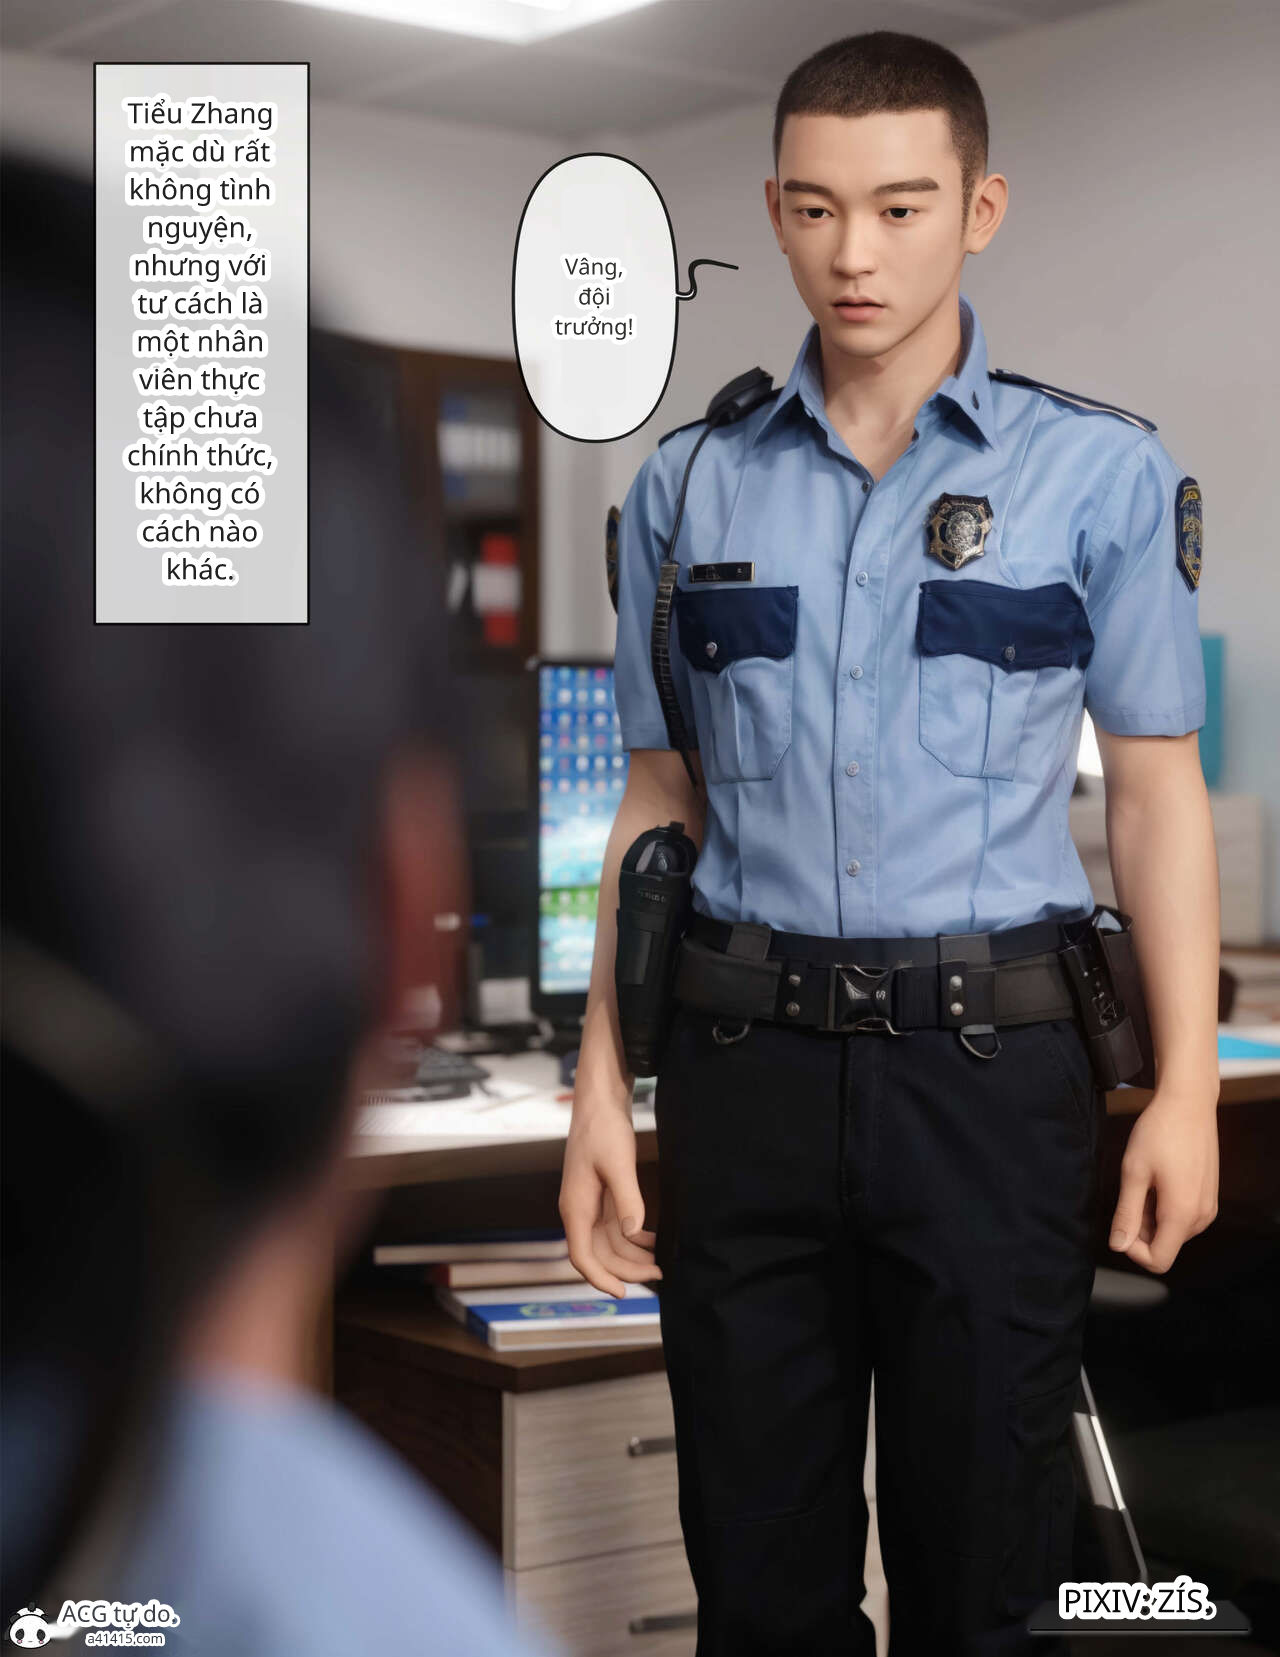 Tiểu Zhang
mặc dù rất
không tình
nguyện,
nhưng với
tư cách là
một nhân
viên thực
tập chưa
chính thức,
không có
cách nào
khác.
Vâng,
đội
trưởng!
ACG tự do.
a41415.com
PIXIV:ZÍS.